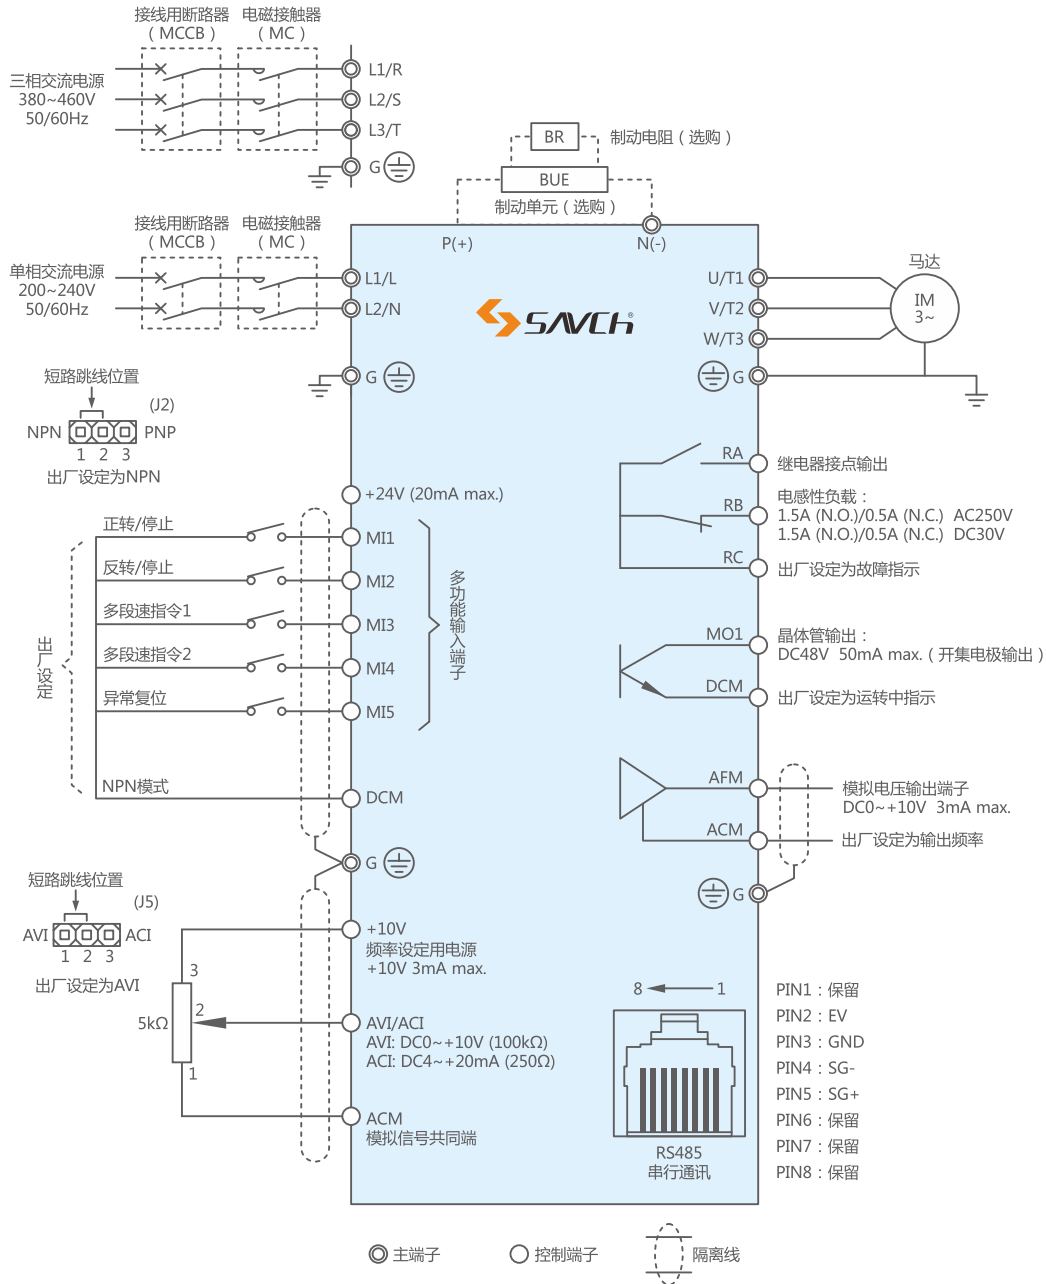 接线用断路器
（MCCB）
电磁接触器
（MC）
三相交流电源
380~460V
50/60Hz
L1/R
L2/S
L3/T
G
BR
制动电阻（选购）
BUE
制动单元（选购）
接线用断路器
（MCCB）
电磁接触器
（MC）
P(+)
N(-)
单相交流电源
200~240V
50/60Hz
L1/L
L2/N
G
SAVCH®
U/T1
V/T2
W/T3
G
马达
IM
3~
短路跳线位置
(J2)
NPN
PNP
1 2 3
出厂设定为NPN
RA
继电器接点输出
RB
电感性负载：
1.5A (N.O.)/0.5A (N.C.) AC250V
1.5A (N.O.)/0.5A (N.C.) DC30V
RC
出厂设定为故障指示
+24V (20mA max.)
正转/停止
MI1
反转/停止
MI2
多段速指令1
MI3
多段速指令2
MI4
异常复位
MI5
出厂设定
多功能输入端子
NPN模式
DCM
G
MO1
晶体管输出：
DC48V 50mA max.（开集电极输出）
DCM
出厂设定为运转中指示
AFM
模拟电压输出端子
DC0~+10V 3mA max.
ACM
出厂设定为输出频率
G
短路跳线位置
(J5)
AVI
ACI
1 2 3
出厂设定为AVI
+10V
频率设定用电源
+10V 3mA max.
3
2
5kΩ
1
AVI/ACI
AVI: DC0~+10V (100kΩ)
ACI: DC4~+20mA (250Ω)
ACM
模拟信号共同端
8
1
RS485
串行通讯
PIN1：保留
PIN2：EV
PIN3：GND
PIN4：SG-
PIN5：SG+
PIN6：保留
PIN7：保留
PIN8：保留
主端子
控制端子
隔离线